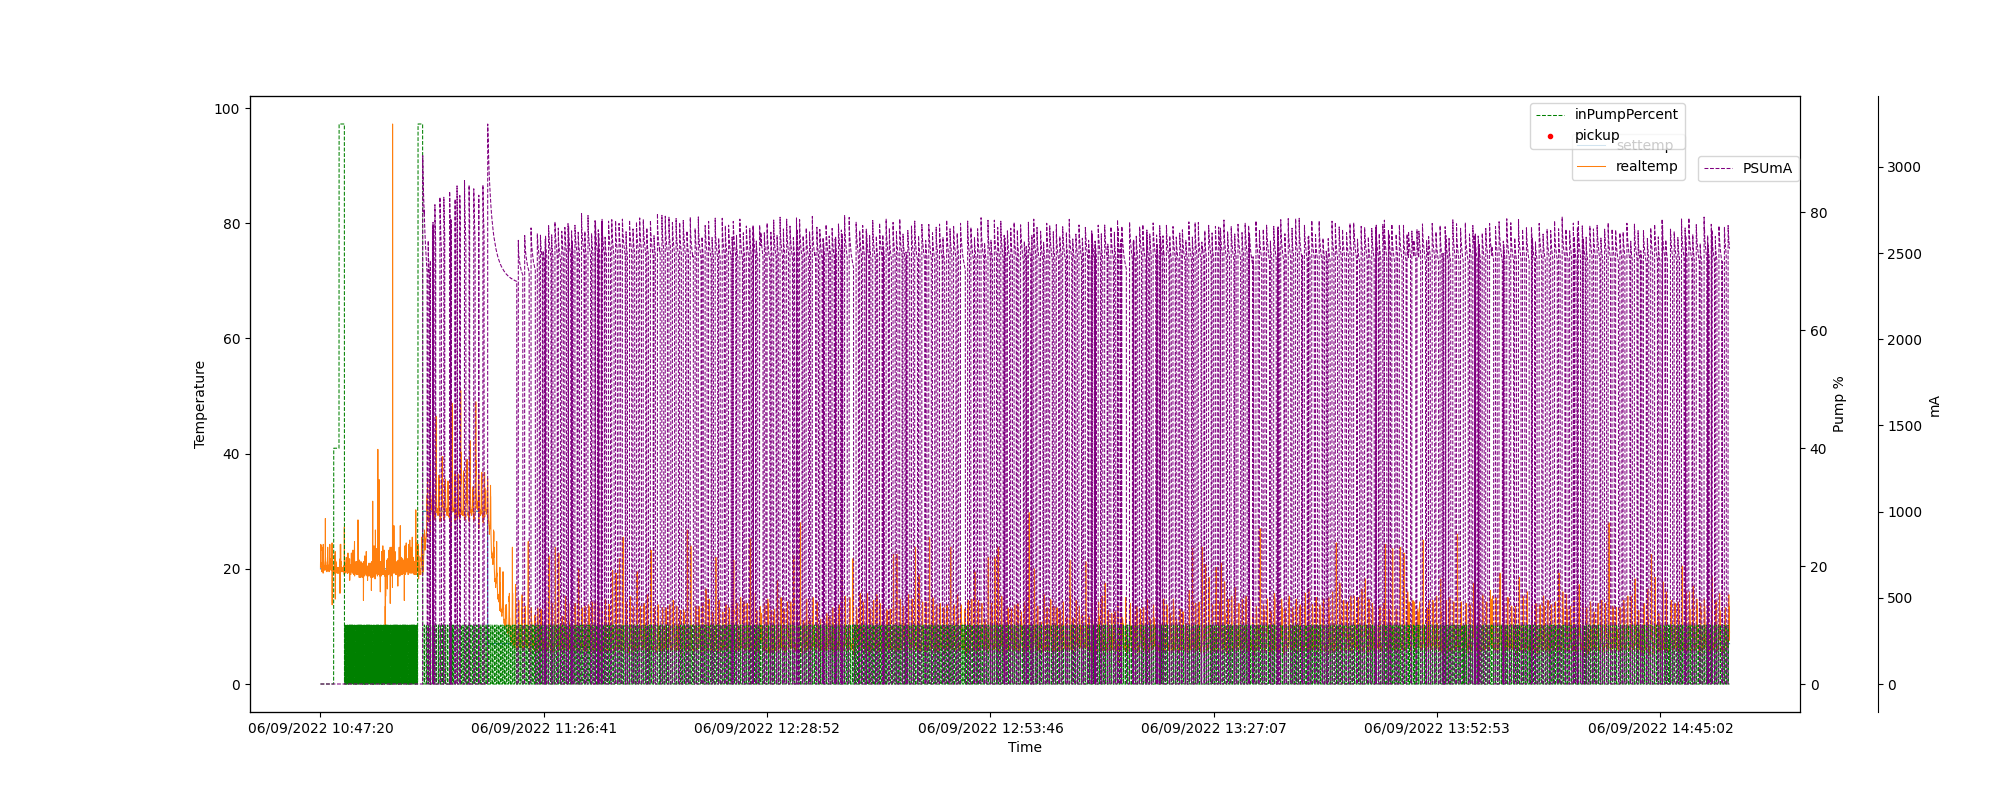 inPumpPercent
pickup
settemp
realtemp
PSUmA
100
80
60
40
20
0
Temperature
80
60
40
20
0
Pump %
3000
2500
2000
1500
1000
500
0
mA
06/09/2022 10:47:20
06/09/2022 11:26:41
06/09/2022 12:28:52
06/09/2022 12:53:46
06/09/2022 13:27:07
06/09/2022 13:52:53
06/09/2022 14:45:02
Time